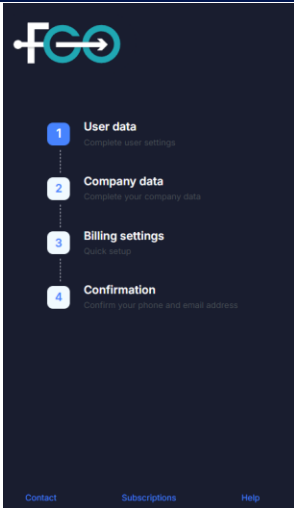 FGO
1
User data
Complete user settings
2
Company data
Complete your company data
3
Billing settings
Quick setup
4
Confirmation
Confirm your phone and email address
Contact Subscriptions Help